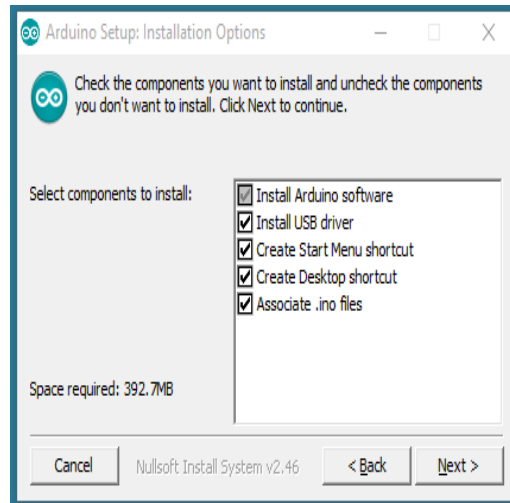 Arduino Setup: Installation Options
Check the components you want to install and uncheck the components
you don't want to install. Click Next to continue.
Select components to install:
Install Arduino software
Install USB driver
Create Start Menu shortcut
Create Desktop shortcut
Associate .ino files
Space required: 392.7MB
Cancel
Nullsoft Install System v2.46
< Back
Next >